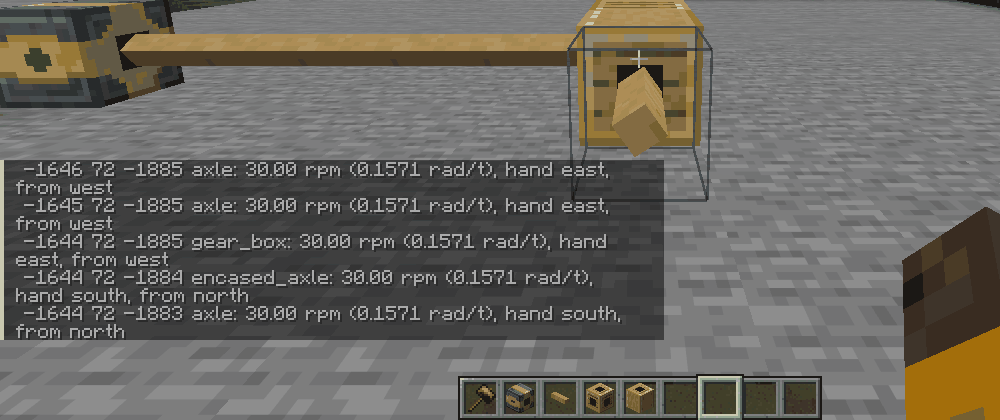 -1646 72 -1885 axle: 30.00 rpm (0.1571 rad/t), hand east,
from west
-1645 72 -1885 axle: 30.00 rpm (0.1571 rad/t), hand east,
from west
-1644 72 -1885 gear_box: 30.00 rpm (0.1571 rad/t), hand
east, from west
-1644 72 -1884 encased_axle: 30.00 rpm (0.1571 rad/t),
hand south, from north
-1644 72 -1883 axle: 30.00 rpm (0.1571 rad/t), hand south,
from north